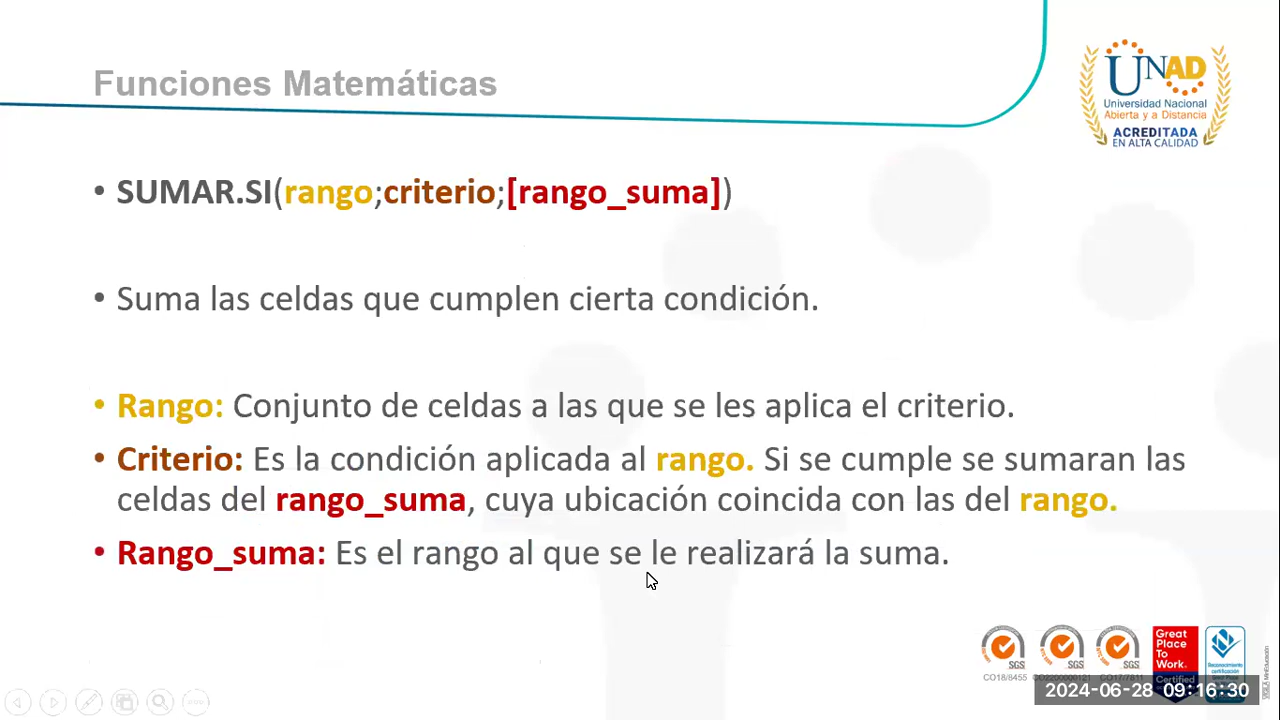 Funciones Matemáticas
UNAD
Universidad Nacional
Abierta y a Distancia
ACREDITADA
EN ALTA CALIDAD
• SUMAR.SI(rango;criterio;[rango_suma])
• Suma las celdas que cumplen cierta condición.
• Rango: Conjunto de celdas a las que se les aplica el criterio.
• Criterio: Es la condición aplicada al rango. Si se cumple se sumaran las
celdas del rango_suma, cuya ubicación coincida con las del rango.
• Rango_suma: Es el rango al que se le realizará la suma.
SGS
SGS
SGS
Great
Place
To
Work.
Certified
CO18/8455
2024-06-28 09:16:30